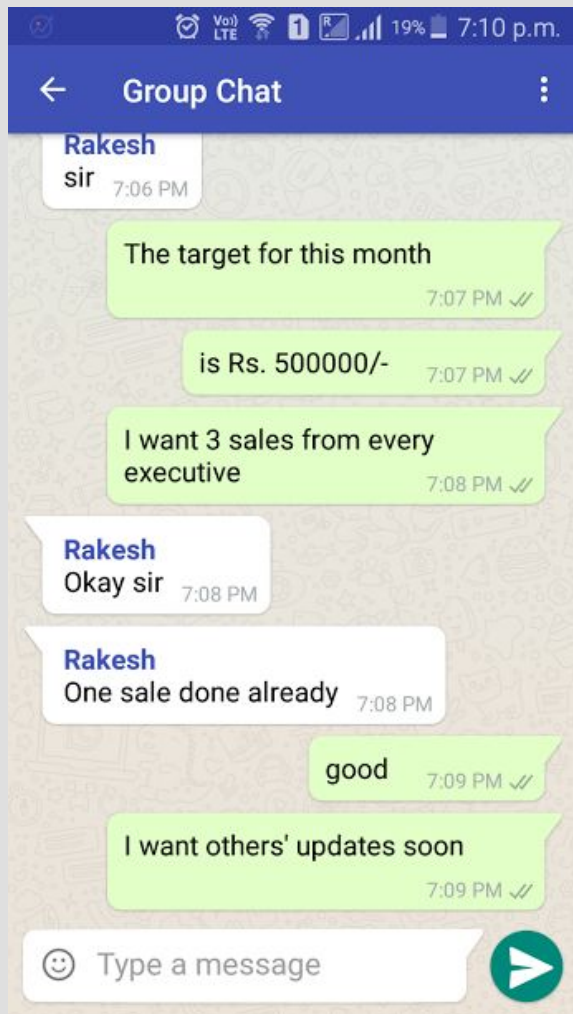 Vo)) LTE 1 R 19% 7:10 p.m.
Group Chat
Rakesh
sir 7:06 PM
The target for this month
7:07 PM
is Rs. 500000/- 7:07 PM
I want 3 sales from every
executive 7:08 PM
Rakesh
Okay sir 7:08 PM
Rakesh
One sale done already 7:08 PM
good 7:09 PM
I want others' updates soon
7:09 PM
Type a message